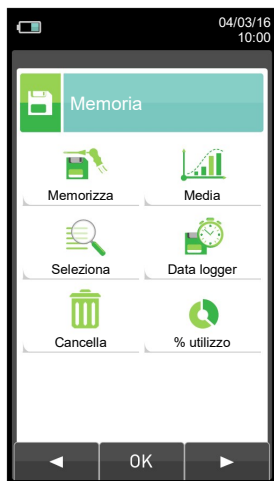 04/03/16
10:00
Memoria
Memorizza
Media
Seleziona
Data logger
Cancella
% utilizzo
OK